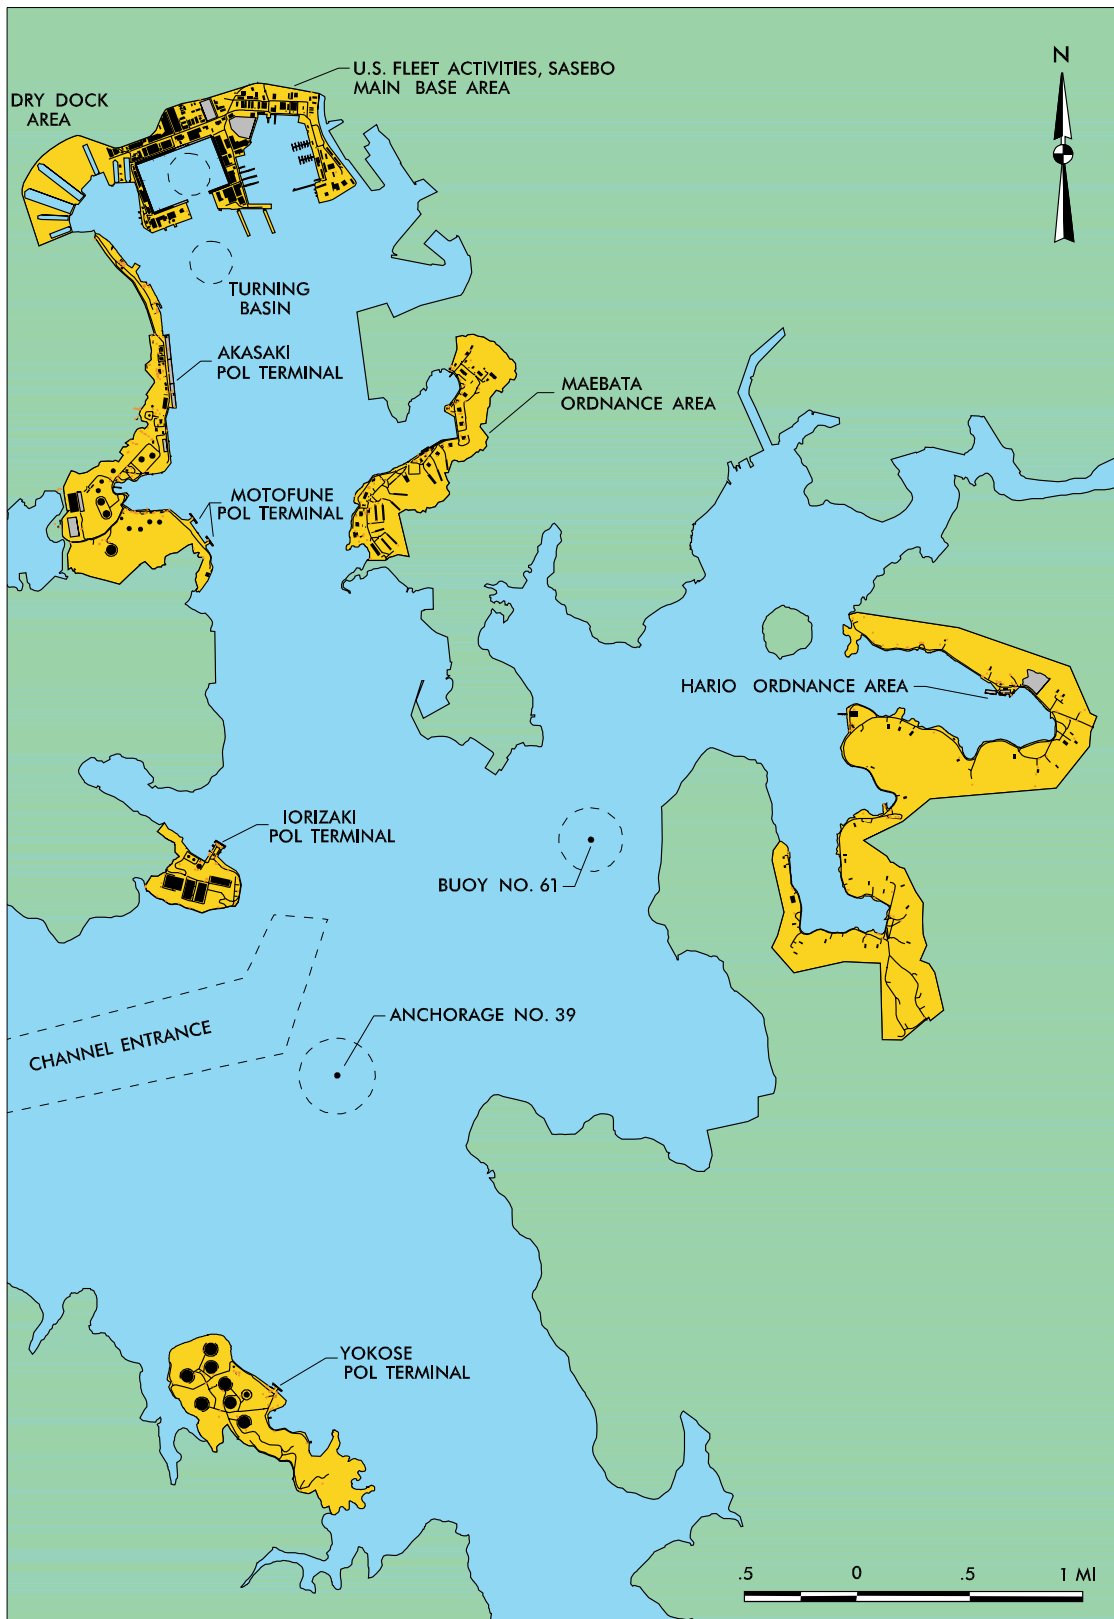 U.S. FLEET ACTIVITIES, SASEBO
MAIN BASE AREA
N
DRY DOCK
AREA
TURNING
BASIN
AKASAKI
POL TERMINAL
MAEBATA
ORDNANCE AREA
MOTOFUNE
POL TERMINAL
HARIO ORDNANCE AREA
IORIZAKI
POL TERMINAL
BUOY NO. 61
ANCHORAGE NO. 39
CHANNEL ENTRANCE
YOKOSE
POL TERMINAL
.5 0 .5 1 MI